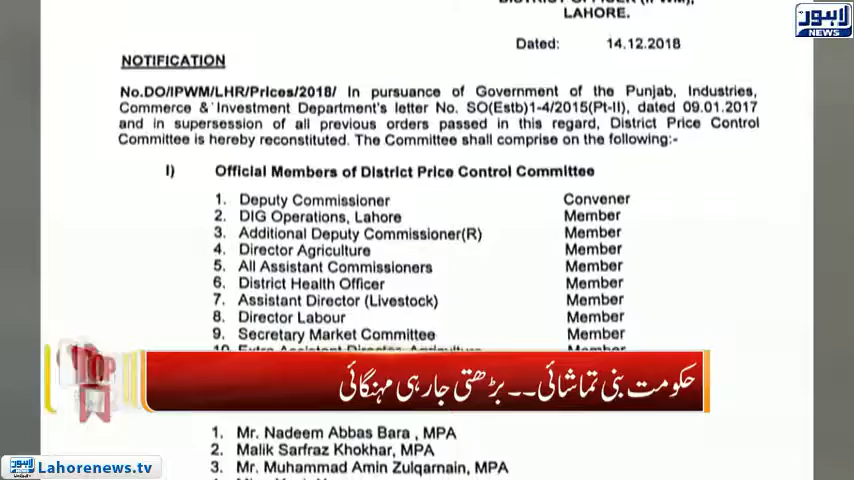 LAHORE.
لاہور
NEWS
Dated: 14.12.2018
NOTIFICATION
No.DO/IPWM/LHR/Prices/2018/ In pursuance of Government of the Punjab, Industries,
Commerce & Investment Department's letter No. SO(Estb)1-4/2015(Pt-II), dated 09.01.2017
and in supersession of all previous orders passed in this regard, District Price Control
Committee is hereby reconstituted. The Committee shall comprise on the following:-
I) Official Members of District Price Control Committee
1. Deputy Commissioner Convener
2. DIG Operations, Lahore Member
3. Additional Deputy Commissioner(R) Member
4. Director Agriculture Member
5. All Assistant Commissioners Member
6. District Health Officer Member
7. Assistant Director (Livestock) Member
8. Director Labour Member
9. Secretary Market Committee Member
TOP
حکومت بنی تماشائی۔۔بڑھتی جارہی مہنگائی
1. Mr. Nadeem Abbas Bara , MPA
2. Malik Sarfraz Khokhar, MPA
3. Mr. Muhammad Amin Zulqarnain, MPA
Lahorenews.tv